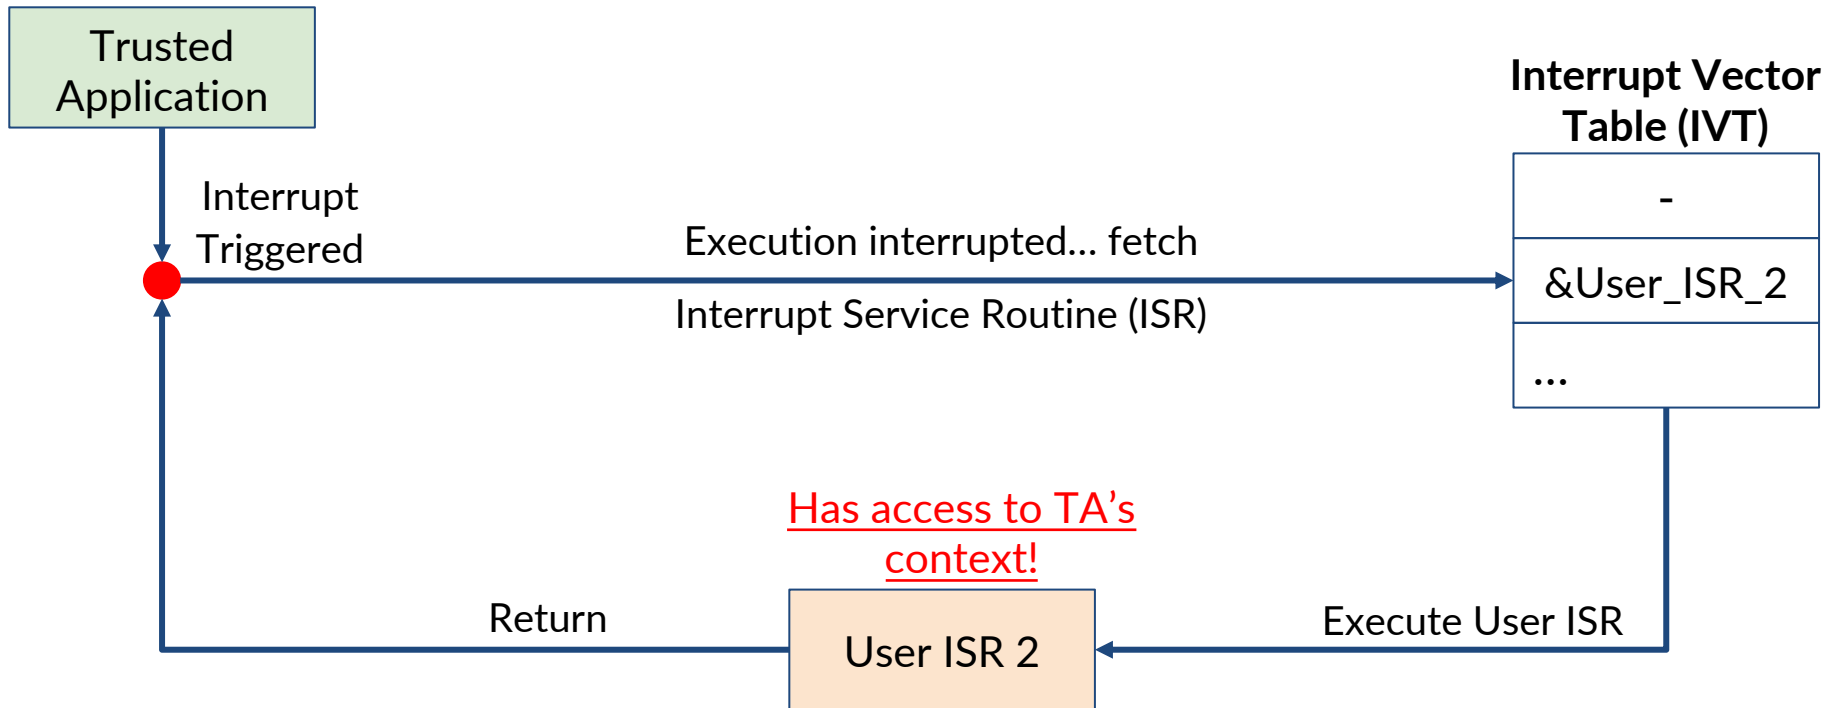 Trusted
Application
Interrupt Vector
Table (IVT)
Interrupt
Triggered
Execution interrupted... fetch
Interrupt Service Routine (ISR)
-
&User_ISR_2
...
Has access to TA’s
context!
Return
User ISR 2
Execute User ISR